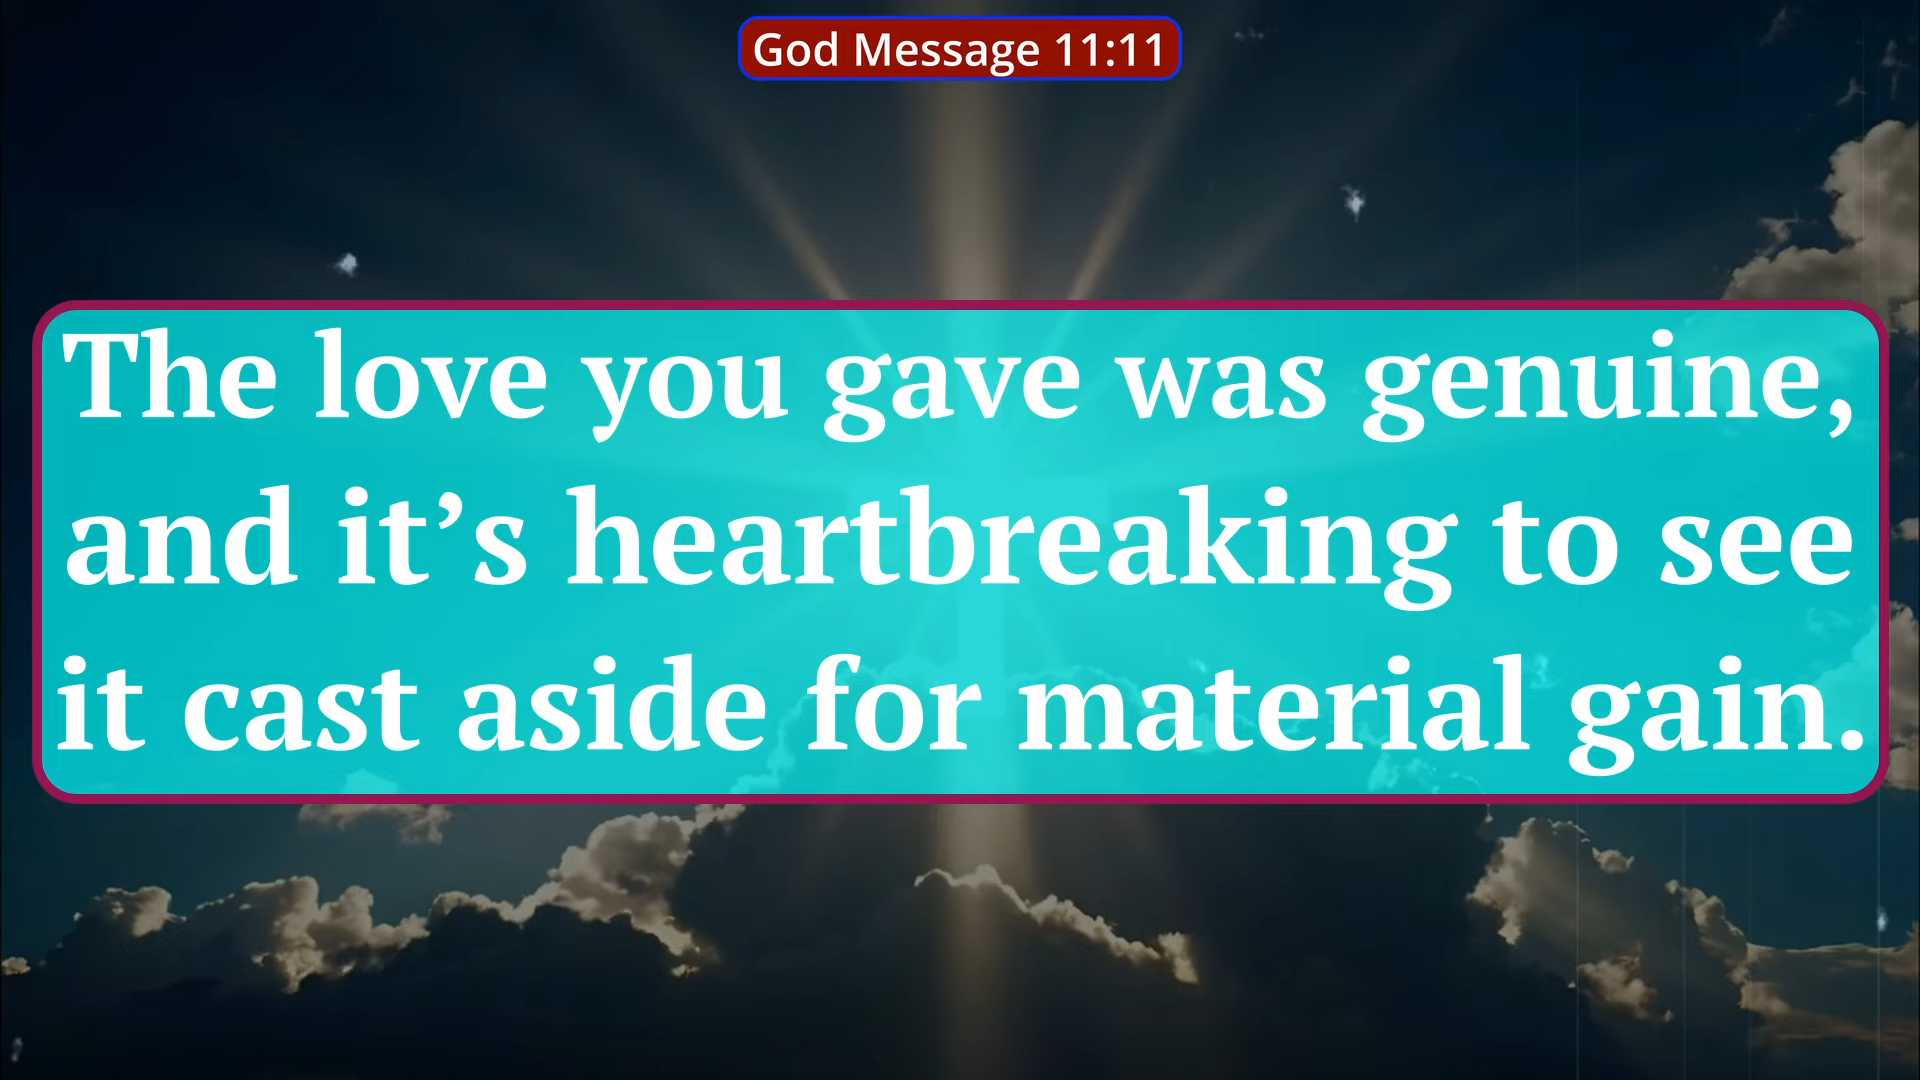 God Message 11:11
The love you gave was genuine,
and it’s heartbreaking to see
it cast aside for material gain.